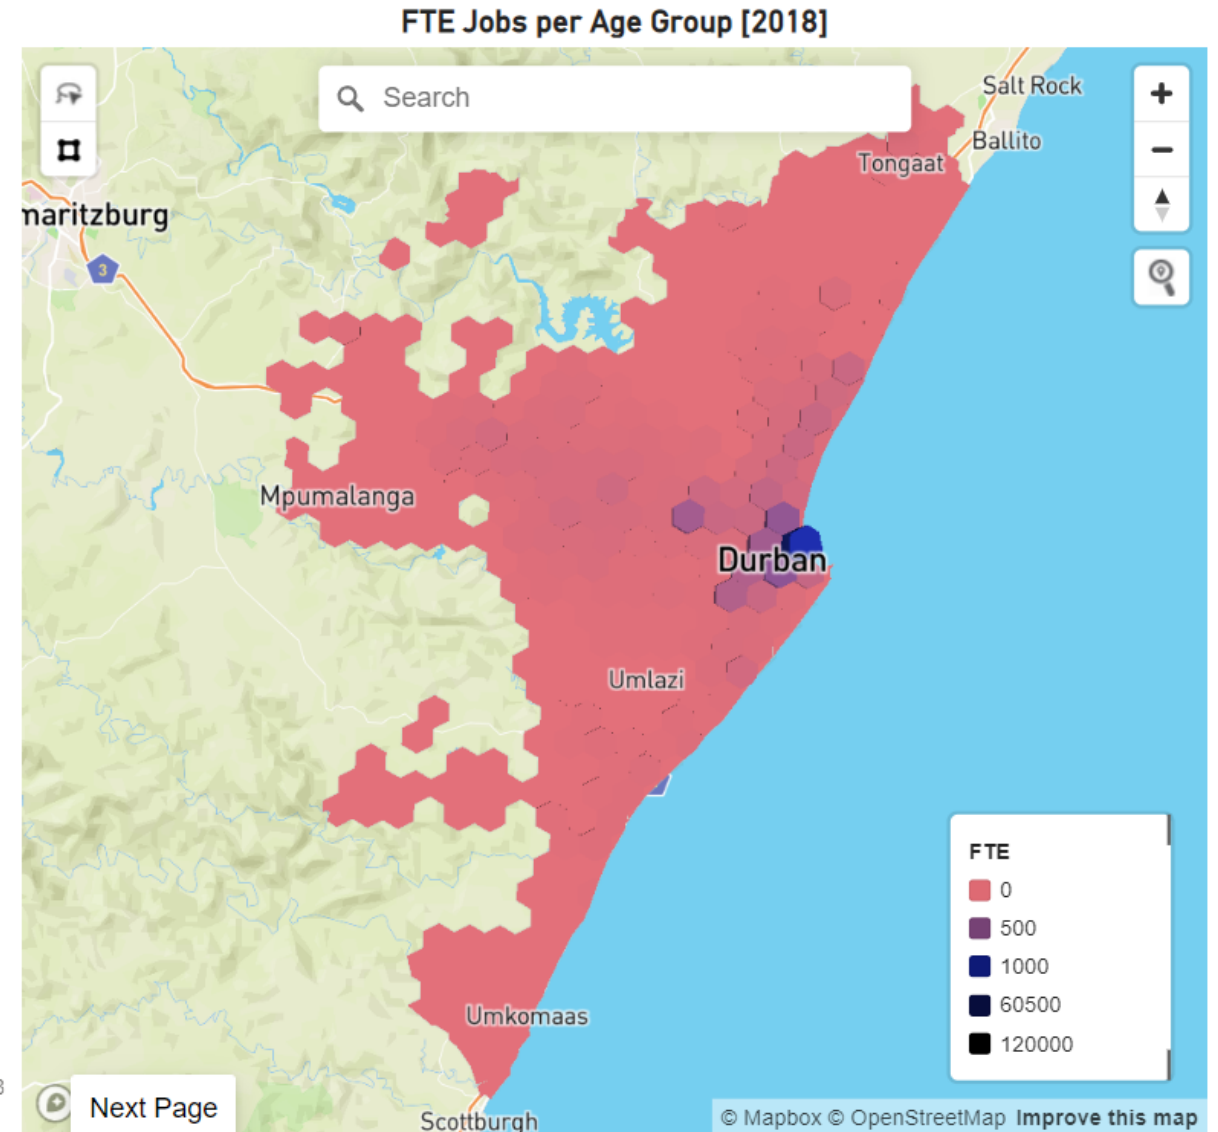 FTE Jobs per Age Group [2018]
Search
Salt Rock
Ballito
Tongaat
maritzburg
3
Mpumalanga
Durban
Umlazi
FTE
0
500
1000
60500
120000
Umkomaas
3
Next Page
Scottburgh
© Mapbox © OpenStreetMap Improve this map